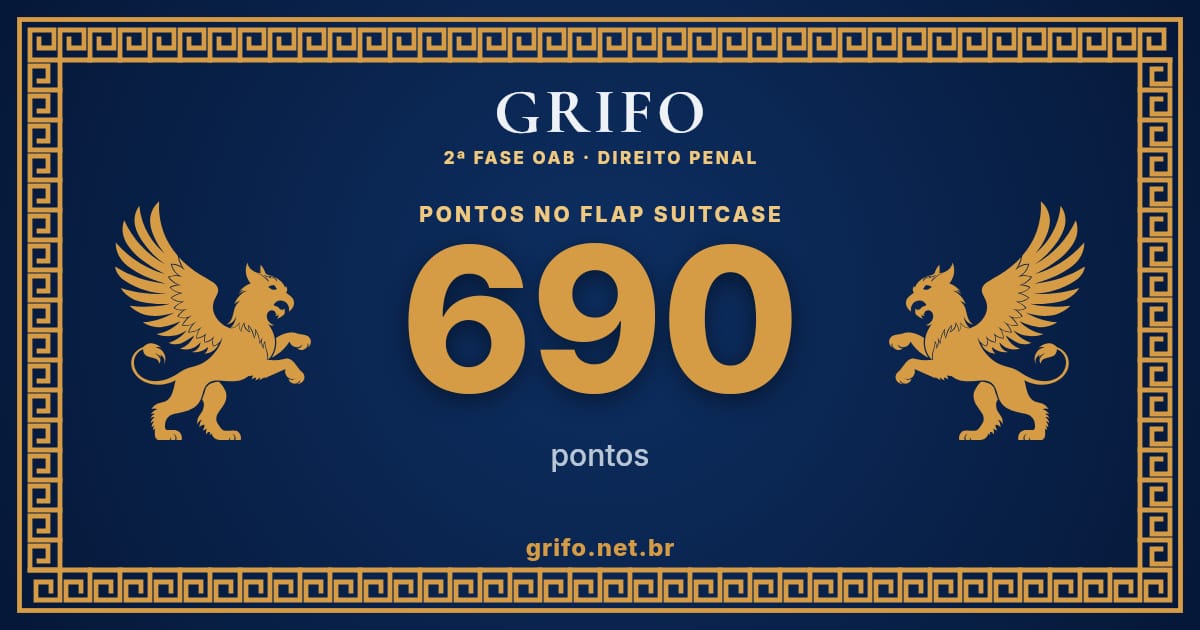 GRIFO
2ª FASE OAB · DIREITO PENAL
PONTOS NO FLAP SUITCASE
690
pontos
grifo.net.br